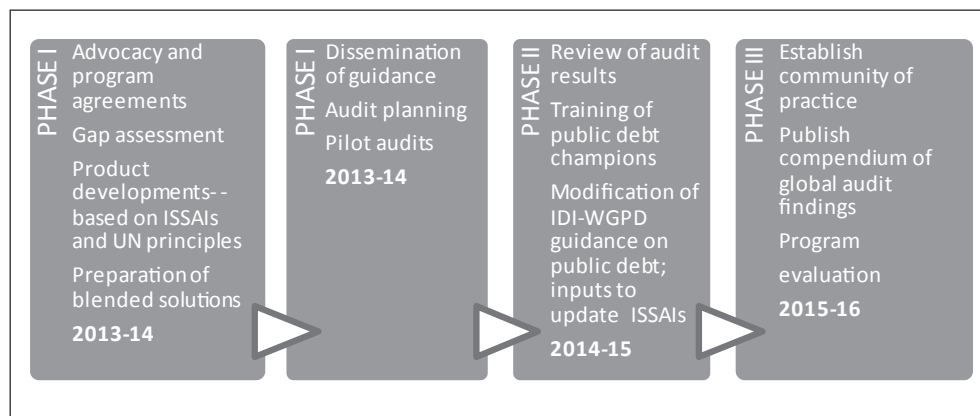 PHASE I
Advocacy and
program
agreements
Gap assessment
Product
developments--
based on ISSAIs
and UN principles
Preparation of
blended solutions
2013-14
PHASE I
Dissemination
of guidance
Audit planning
Pilot audits
2013-14
PHASE II
Review of audit
results
Training of
public debt
champions
Modification of
IDI-WGPD
guidance on
public debt;
inputs to
update ISSAIs
2014-15
PHASE III
Establish
community of
practice
Publish
compendium of
global audit
findings
Program
evaluation
2015-16